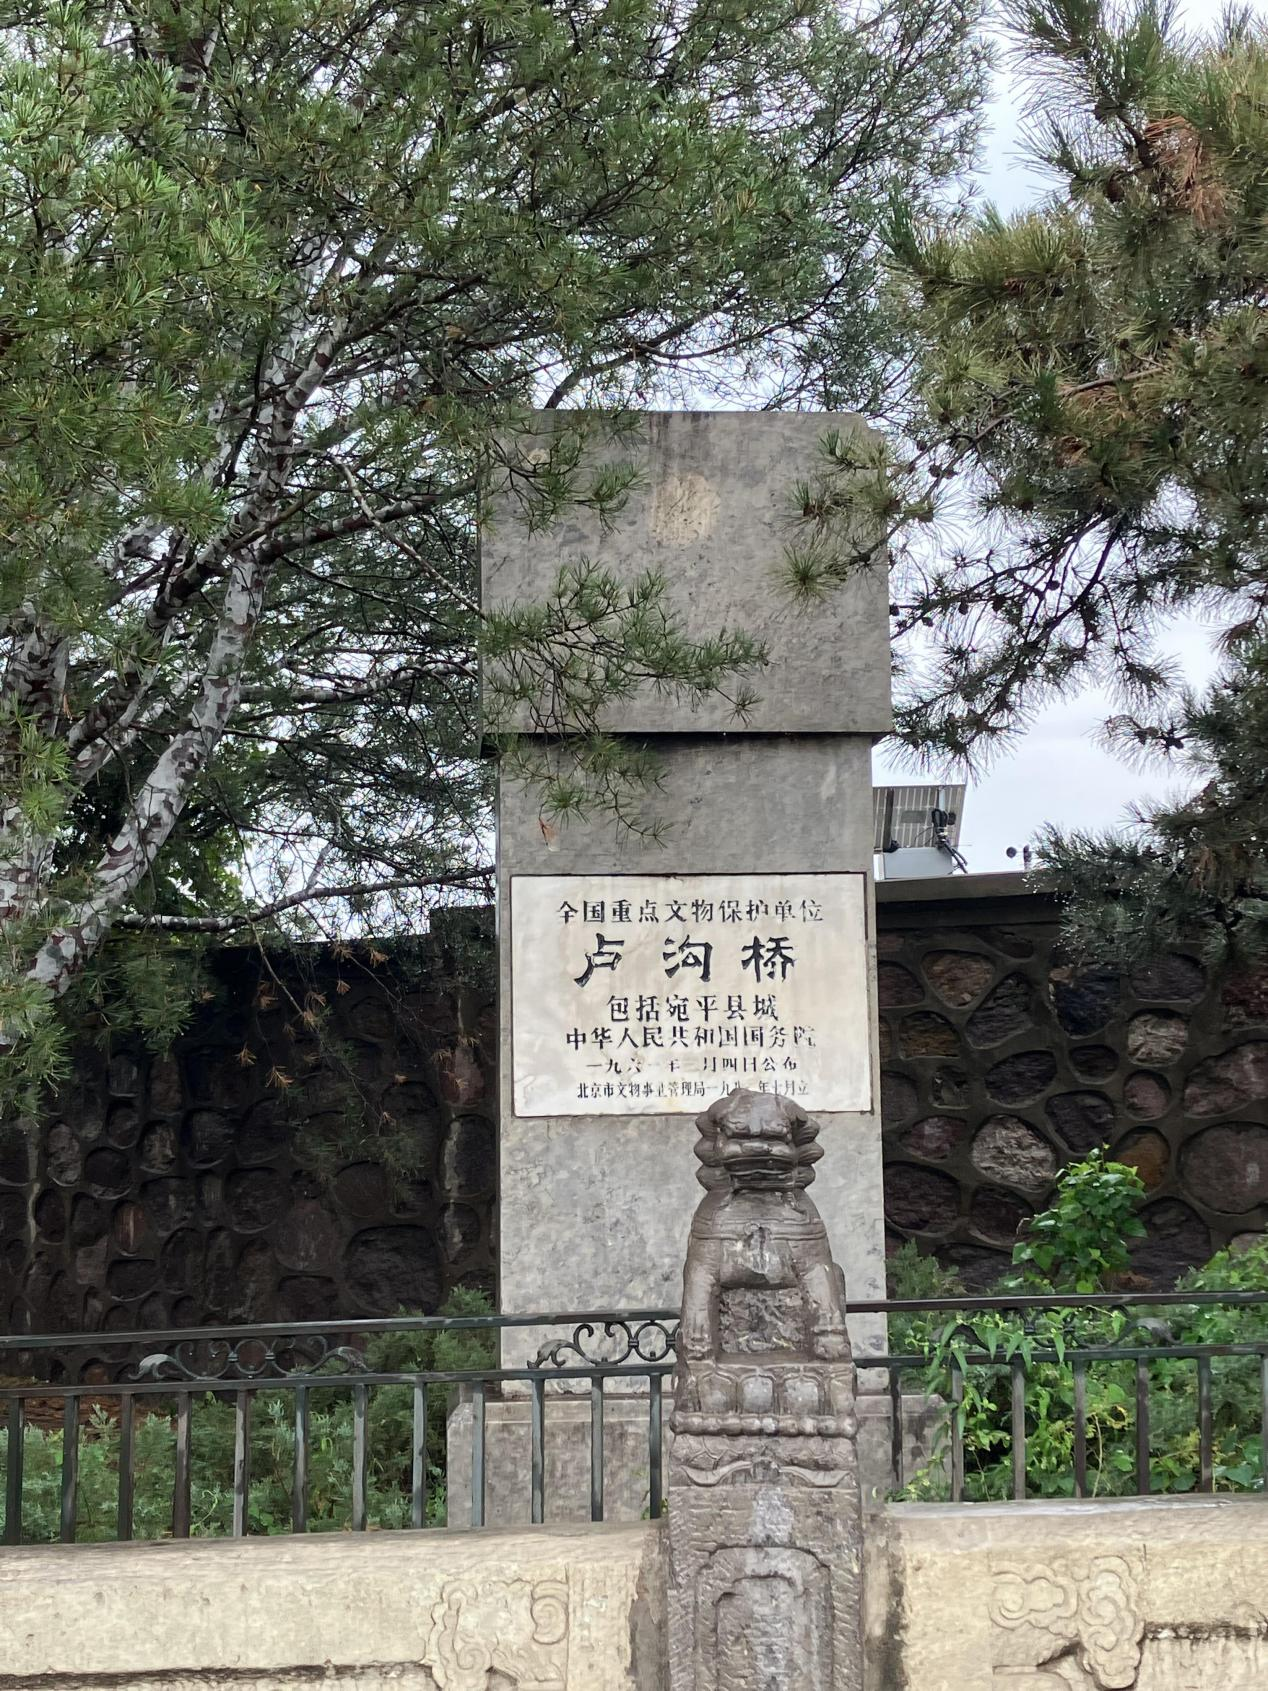 全国重点文物保护单位
卢沟桥
包括宛平县城
中华人民共和国国务院
一九六一年三月四日公布
北京市文物事业管理局一九八一年十月立